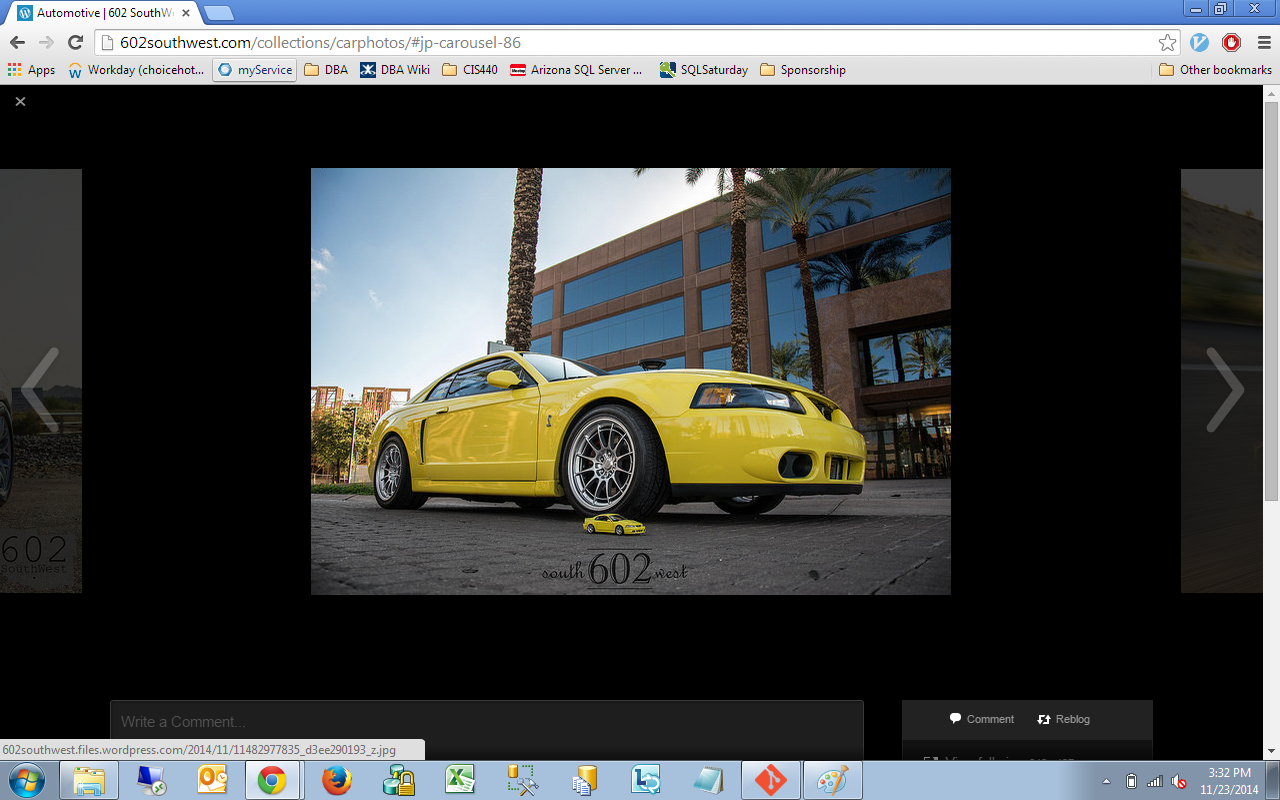 Automotive | 602 SouthW
602southwest.com/collections/carphotos/#jp-carousel-86
Apps
Workday (choicehot...
myService
DBA
DBA Wiki
CIS440
Arizona SQL Server ...
SQLSaturday
Sponsorship
Other bookmarks
602
SouthWest
south 602 west
Write a Comment...
Comment
Reblog
602southwest.files.wordpress.com/2014/11/11482977835_d3ee290193_z.jpg
3:32 PM
11/23/2014